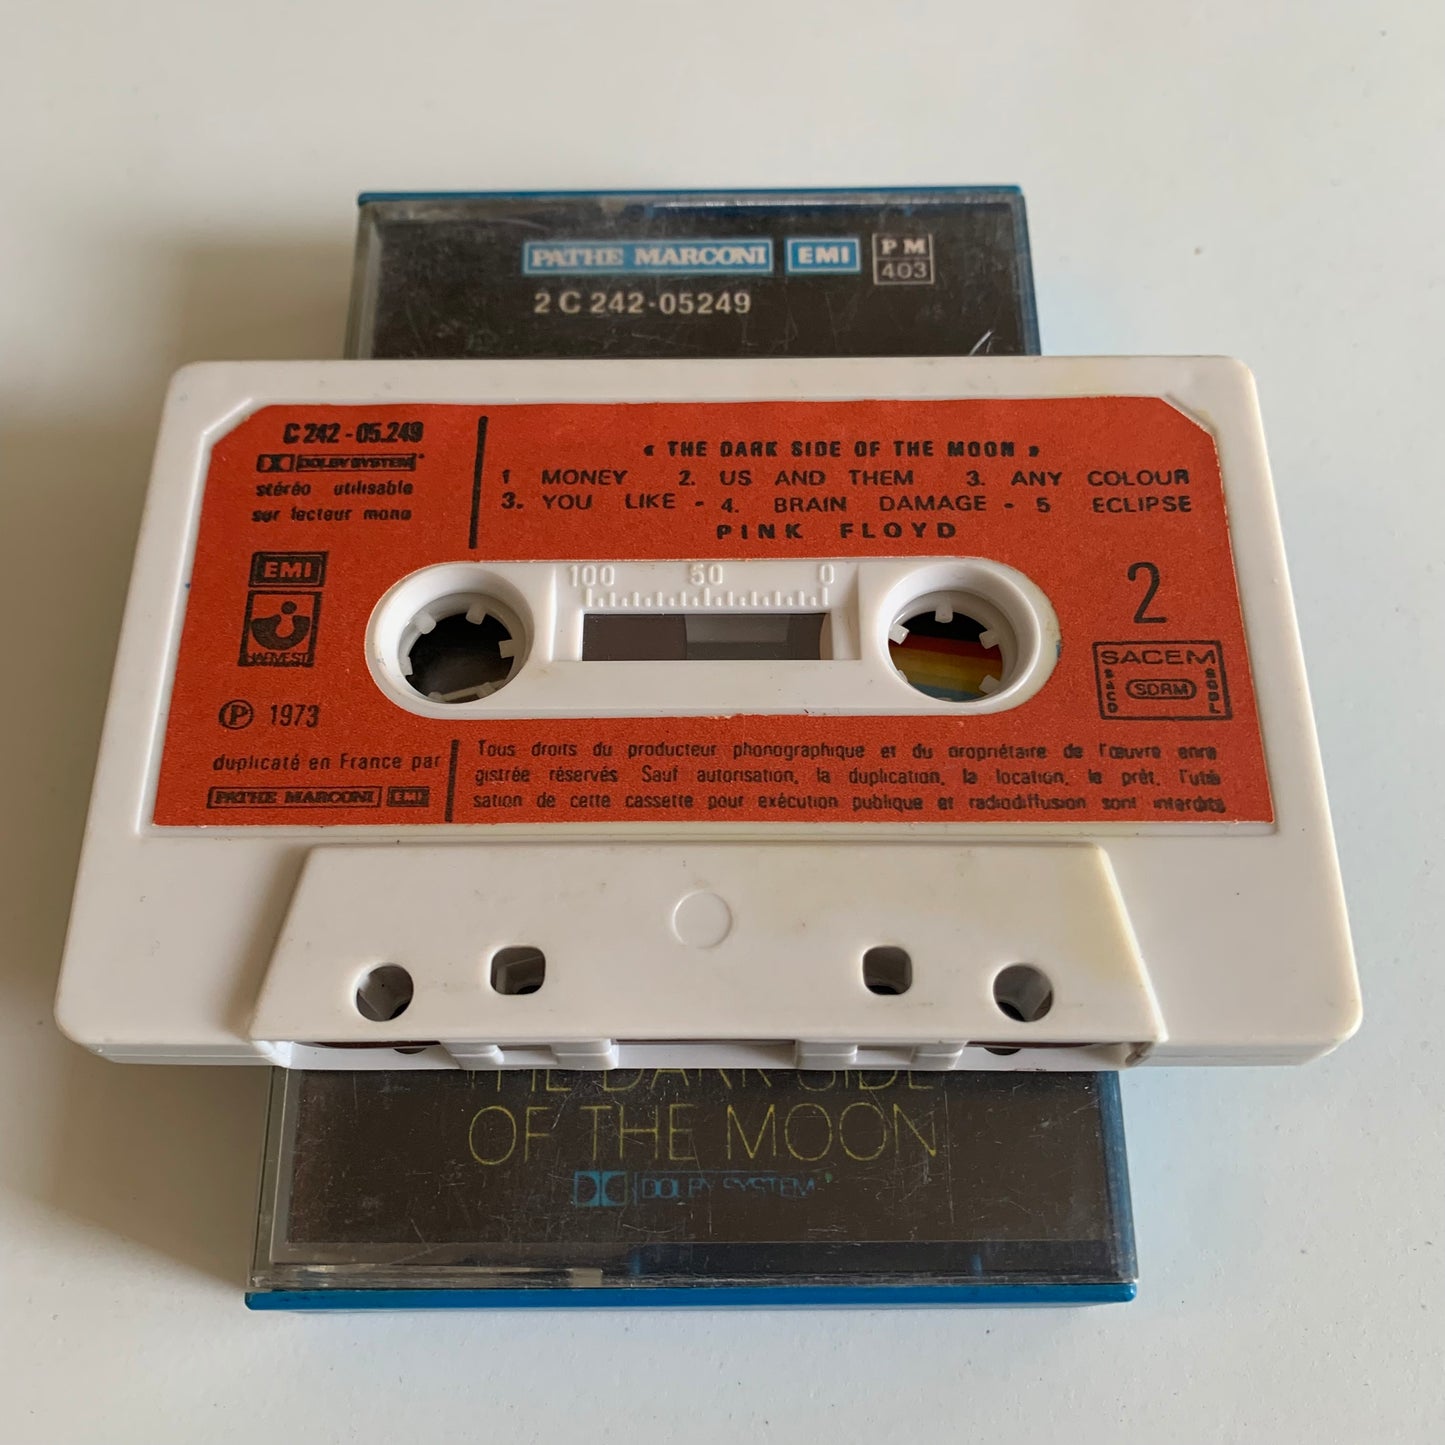 PATHE MARCONI EMI PM 403
2 C 242-05249
C 242 - 05.249
DOLBY SYSTEM
stéréo utilisable
sur lecteur mono
« THE DARK SIDE OF THE MOON »
1 MONEY 2. US AND THEM 3. ANY COLOUR
3. YOU LIKE - 4. BRAIN DAMAGE - 5 ECLIPSE
PINK FLOYD
100 50 0
EMI
HARVEST
2
SACEM
SACD SDRM SGDL
℗ 1973
duplicaté en France par
PATHE MARCONI EMI
Tous droits du producteur phonographique et du propriétaire de l'œuvre enre
gistrée réservés Sauf autorisation, la duplication, la location, le prêt, l'utili
sation de cette cassette pour exécution publique et radiodiffusion sont interdits
THE DARK SIDE
OF THE MOON
DOLBY SYSTEM